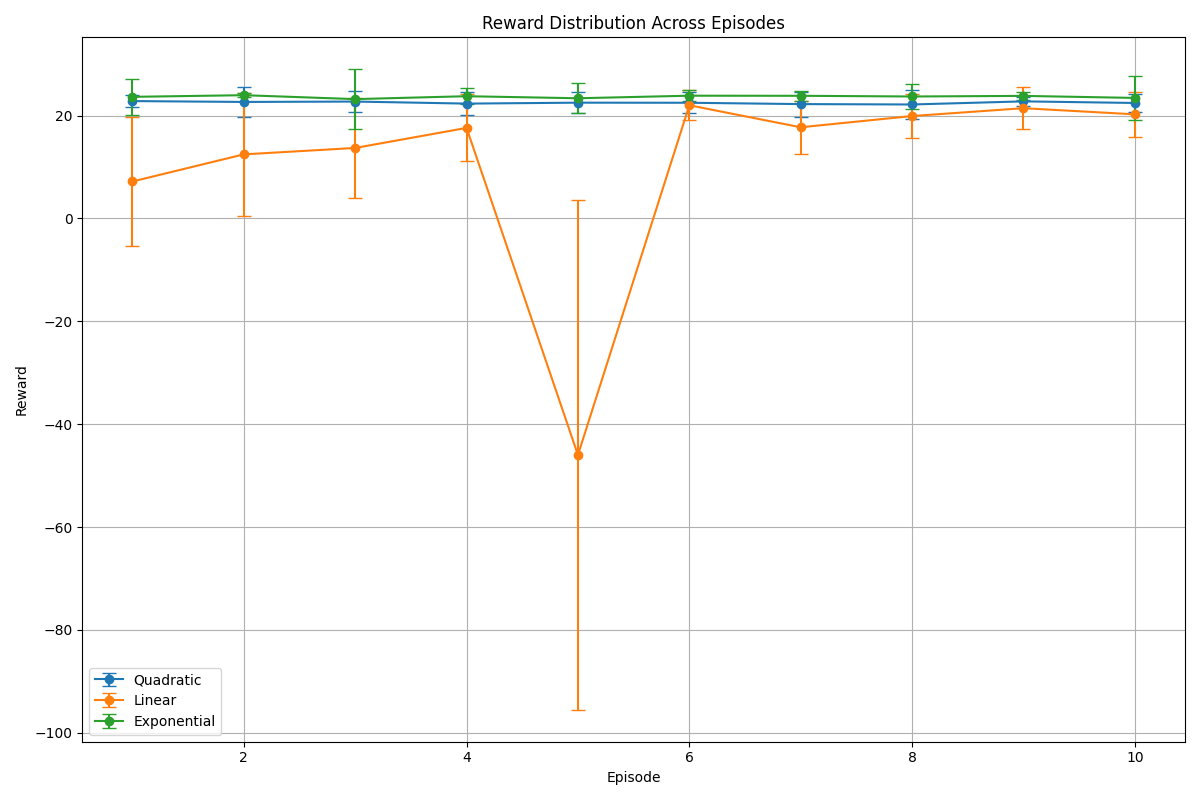 Reward Distribution Across Episodes
Reward
20
0
−20
−40
−60
−80
−100
Quadratic
Linear
Exponential
2
4
6
8
10
Episode